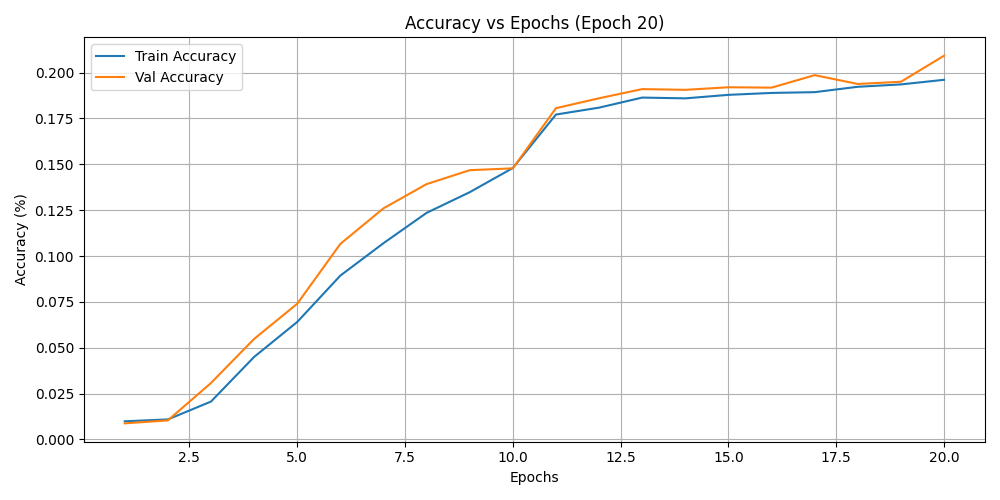 Accuracy vs Epochs (Epoch 20)
Train Accuracy
Val Accuracy
Accuracy (%)
0.200
0.175
0.150
0.125
0.100
0.075
0.050
0.025
0.000
2.5 5.0 7.5 10.0 12.5 15.0 17.5 20.0
Epochs